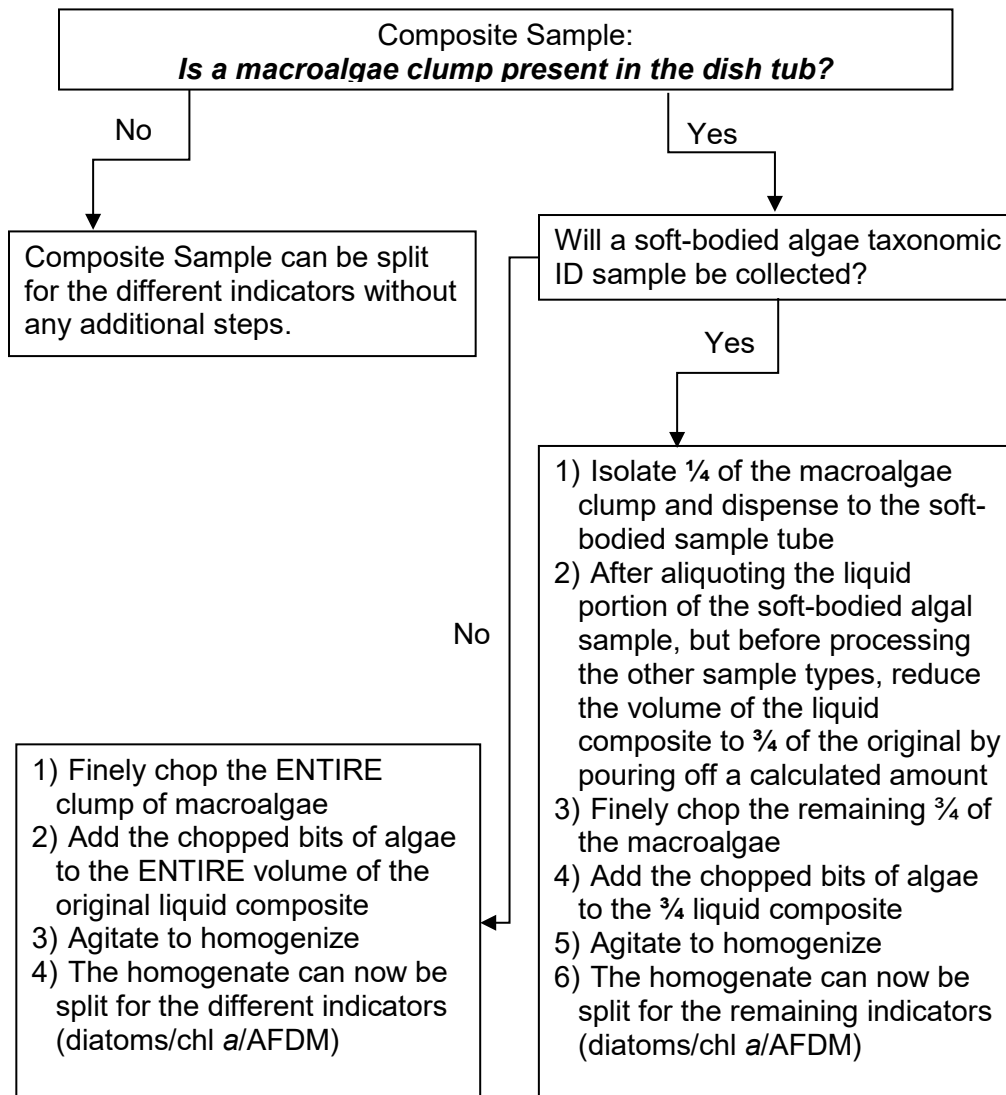 Composite Sample:
Is a macroalgae clump present in the dish tub?
No
Yes
Composite Sample can be split
for the different indicators without
any additional steps.
Will a soft-bodied algae taxonomic
ID sample be collected?
Yes
No
1) Finely chop the ENTIRE
clump of macroalgae
2) Add the chopped bits of algae
to the ENTIRE volume of the
original liquid composite
3) Agitate to homogenize
4) The homogenate can now be
split for the different indicators
(diatoms/chl a/AFDM)
1) Isolate ¼ of the macroalgae
clump and dispense to the soft-
bodied sample tube
2) After aliquoting the liquid
portion of the soft-bodied algal
sample, but before processing
the other sample types, reduce
the volume of the liquid
composite to ¾ of the original by
pouring off a calculated amount
3) Finely chop the remaining ¾ of
the macroalgae
4) Add the chopped bits of algae
to the ¾ liquid composite
5) Agitate to homogenize
6) The homogenate can now be
split for the remaining indicators
(diatoms/chl a/AFDM)